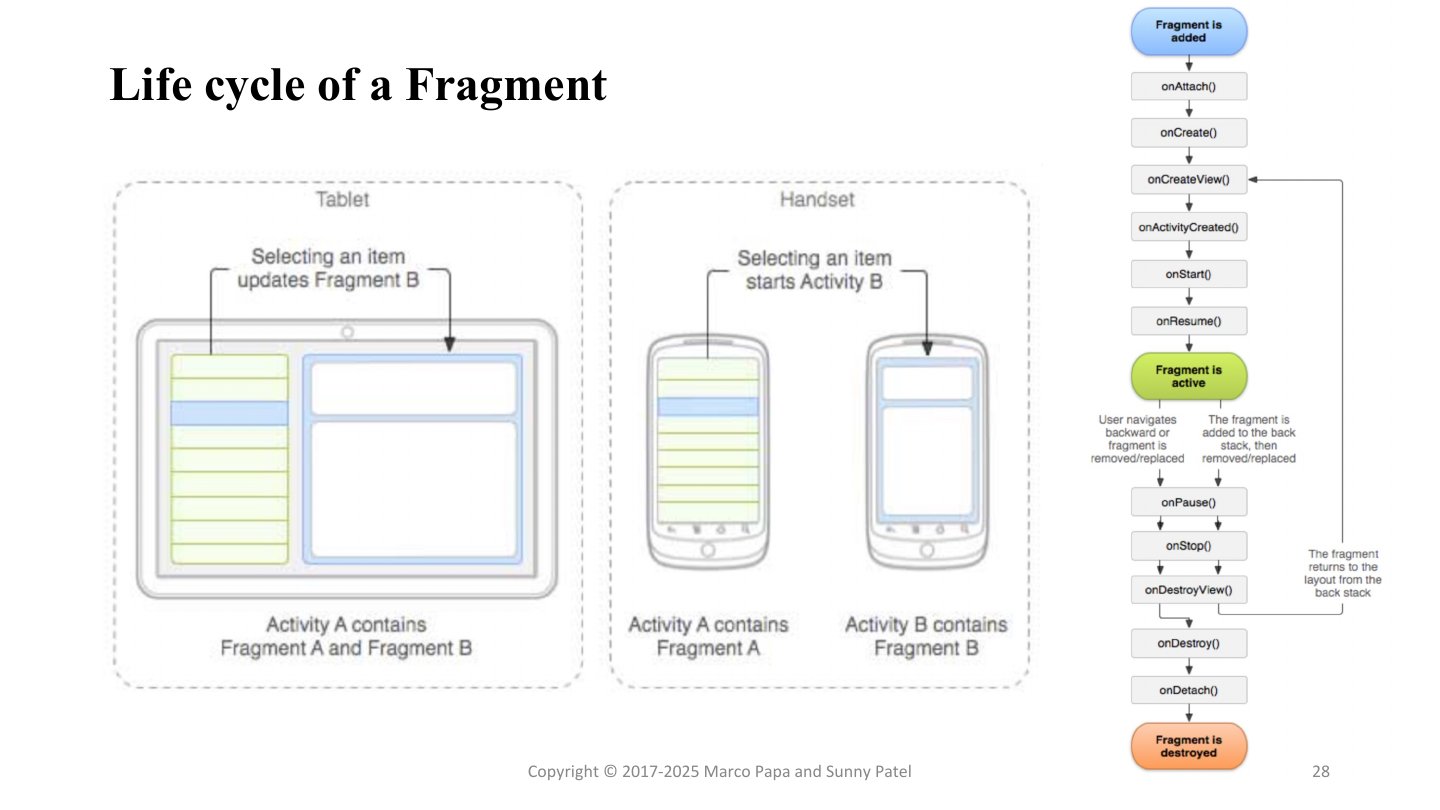 Life cycle of a Fragment
Tablet
Selecting an item
updates Fragment B
Activity A contains
Fragment A and Fragment B
Handset
Selecting an item
starts Activity B
Activity A contains
Fragment A
Activity B contains
Fragment B
Fragment is
added
onAttach()
onCreate()
onCreateView()
onActivityCreated()
onStart()
onResume()
Fragment is
active
User navigates
backward or
fragment is
removed/replaced
The fragment is
added to the back
stack, then
removed/replaced
onPause()
onStop()
onDestroyView()
The fragment
returns to the
layout from the
back stack
onDestroy()
onDetach()
Fragment is
destroyed
Copyright © 2017-2025 Marco Papa and Sunny Patel
28